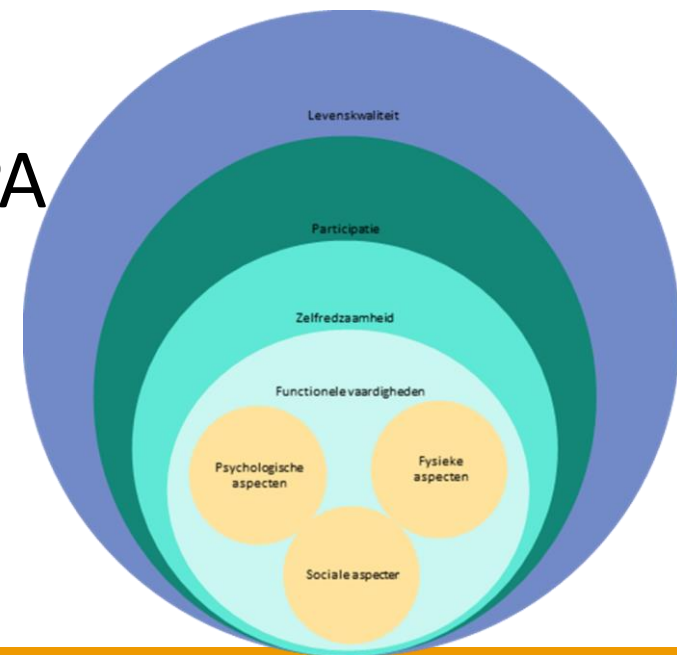 A
Levenskwaliteit
Participatie
Zelfredzaamheid
Functionele vaardigheden
Psychologische
aspecten
Fysieke
aspecten
Sociale aspecter